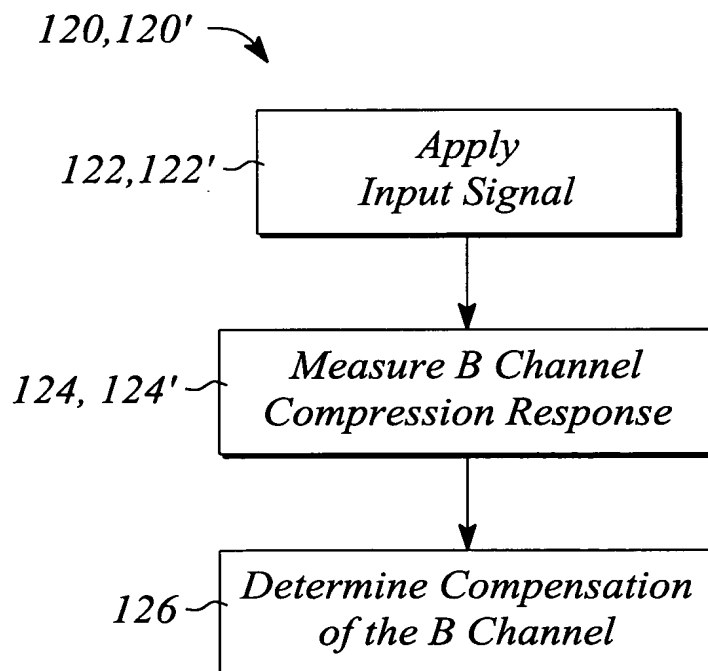 120,120'
Apply
Input Signal
122,122'
Measure B Channel
Compression Response
124, 124'
Determine Compensation
of the B Channel
126